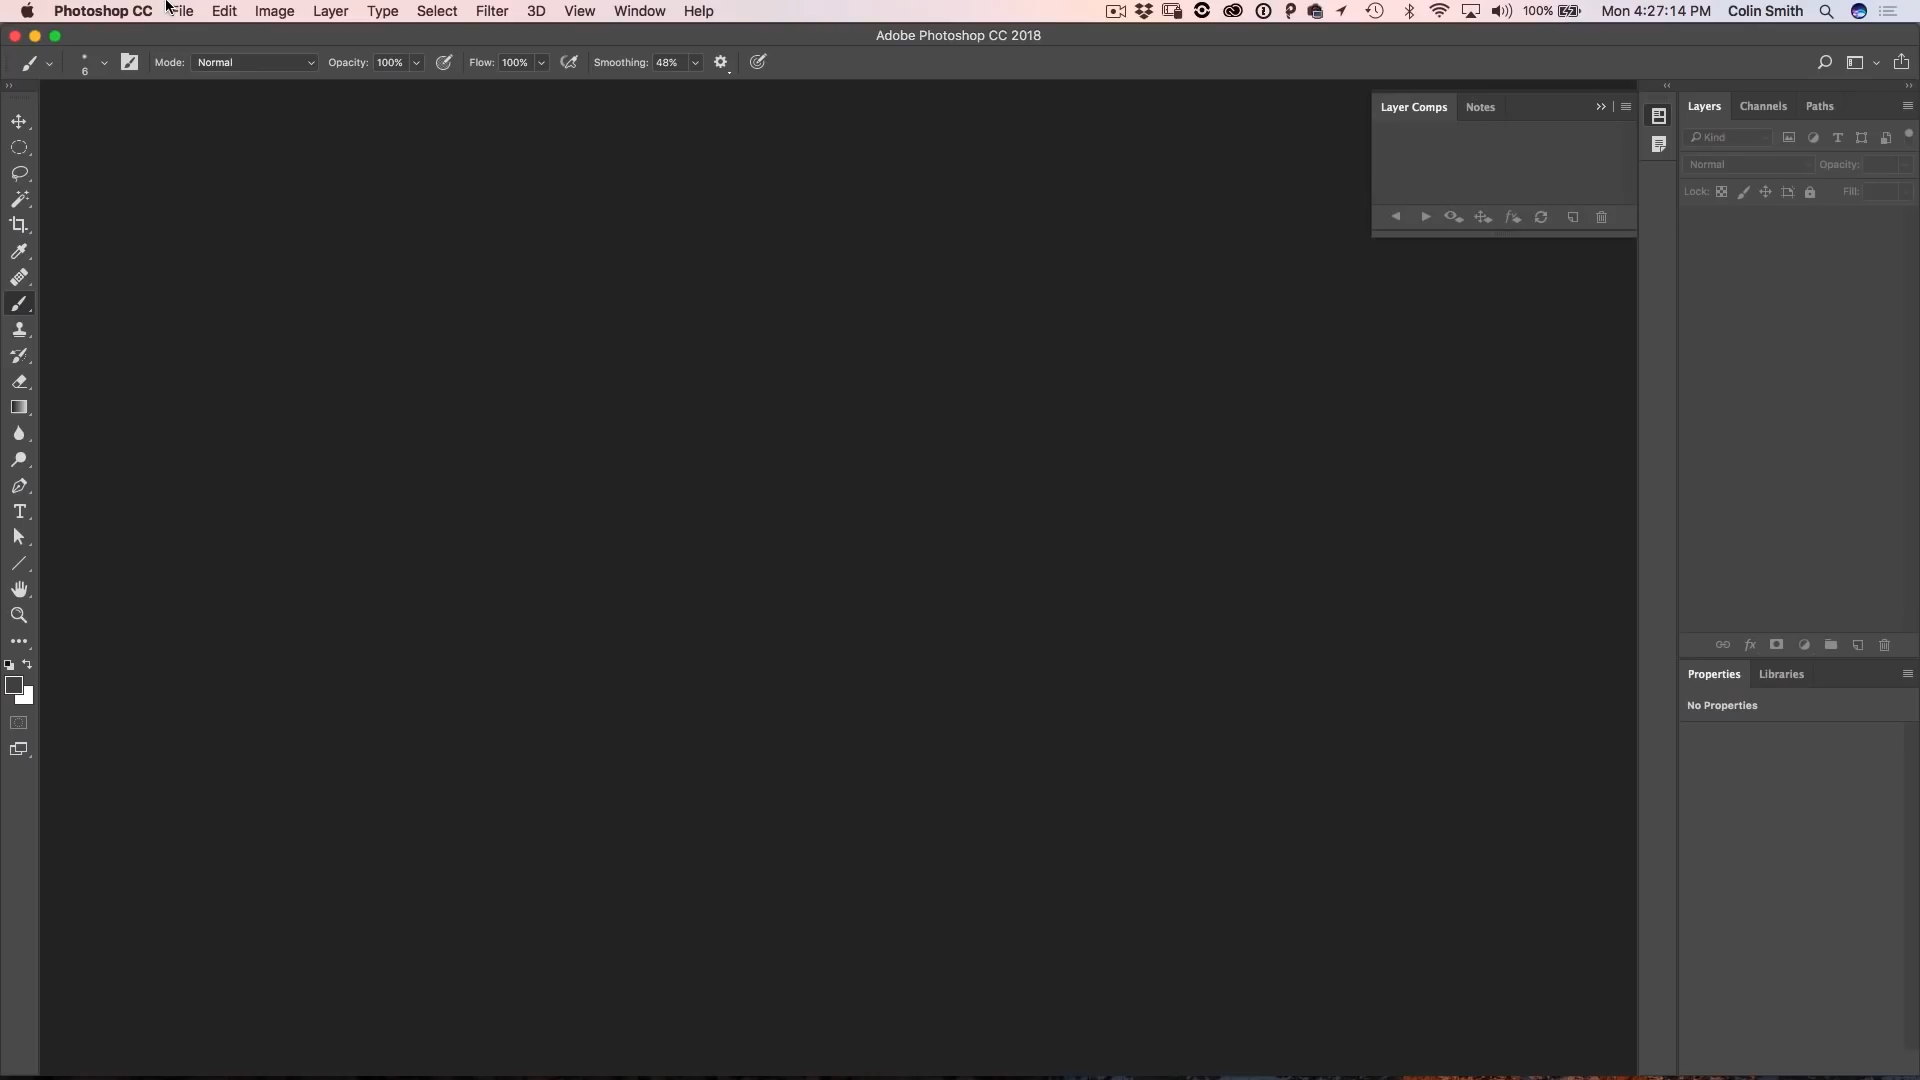 Photoshop CC File Edit Image Layer Type Select Filter 3D View Window Help 100% Mon 4:27:14 PM Colin Smith
Adobe Photoshop CC 2018
6 Mode: Normal Opacity: 100% Flow: 100% Smoothing: 48%
Layer Comps Notes
Layers Channels Paths
Kind
Normal Opacity:
Lock: Fill:
Properties Libraries
No Properties